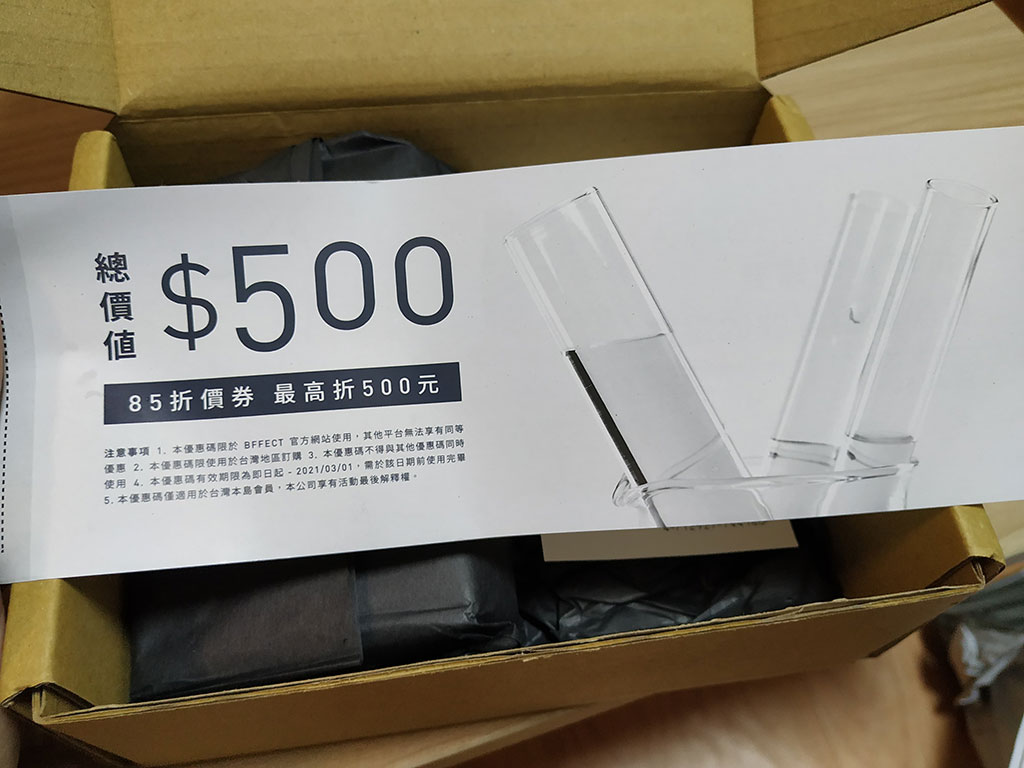 總價值
$500
85折價券 最高折500元
注意事項 1. 本優惠碼限於 BFFECT 官方網站使用，其他平台無法享有同等
優惠 2. 本優惠碼限使用於台灣地區訂購 3. 本優惠碼不得與其他優惠碼同時
使用 4. 本優惠碼有效期限為即日起 - 2021/03/01，需於該日期前使用完畢
5. 本優惠碼僅適用於台灣本島會員，本公司享有活動最後解釋權。